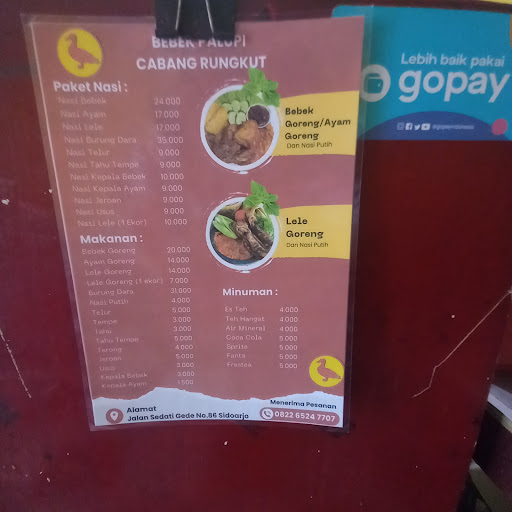 BEBEK PALUPI
CABANG RUNGKUT
Paket Nasi :
Nasi Bebek 24.000
Nasi Ayam 17.000
Nasi Lele 17.000
Nasi Burung Dara 35.000
Nasi Telur 9.000
Nasi Tahu Tempe 9.000
Nasi Kepala Bebek 10.000
Nasi Kepala Ayam 9.000
Nasi Jeroan 9.000
Nasi Usus 9.000
Nasi Lele (1 Ekor) 10.000
Bebek
Goreng/Ayam
Goreng
Dan Nasi Putih
Lele
Goreng
Dan Nasi Putih
Makanan :
Bebek Goreng 20.000
Ayam Goreng 14.000
Lele Goreng 14.000
Lele Goreng (1 ekor) 7.000
Burung Dara 31.000
Nasi Putih 4.000
Telur 5.000
Tempe 3.000
Tahu 3.000
Tahu Tempe 5.000
Terong 4.000
Jeroan 5.000
Usus 5.000
Kepala Bebek 3.000
Kepala Ayam 1.500
Minuman :
Es Teh 4.000
Teh Hangat 4.000
Air Mineral 4.000
Coca Cola 5.000
Sprite 5.000
Fanta 5.000
Frestea 5.000
Alamat
Jalan Sedati Gede No.86 Sidoarjo
Menerima Pesanan
0822 6524 7707
Lebih baik pakai
gopay